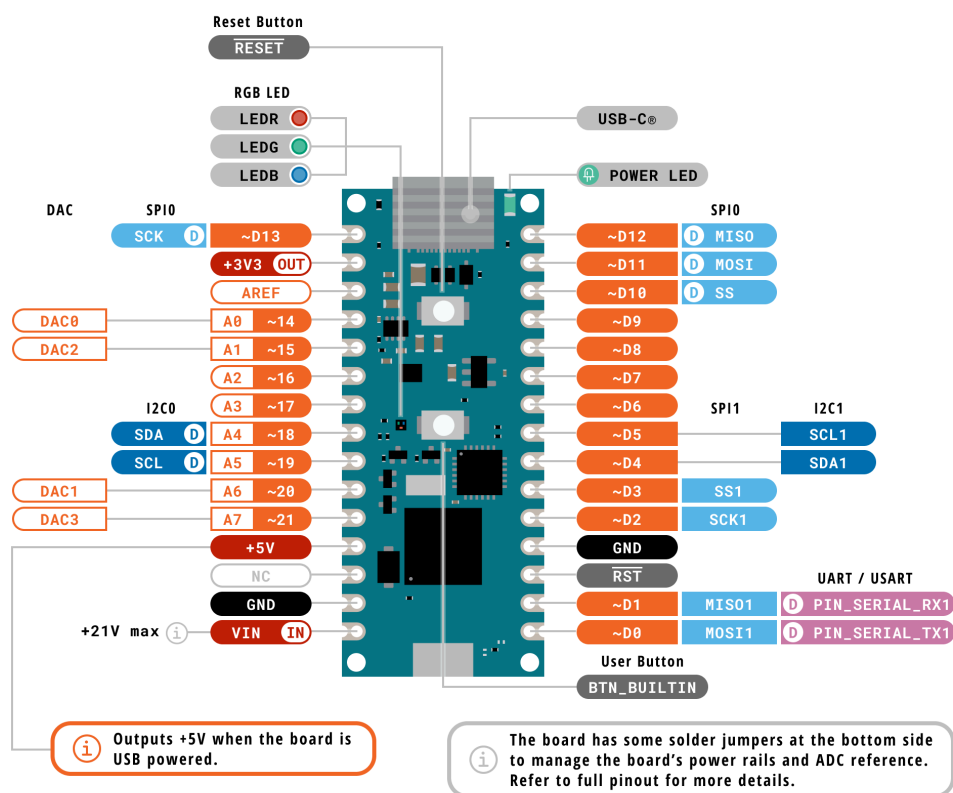 Reset Button
RESET
RGB LED
LEDR
LEDG
LEDB
USB-C®
POWER LED
DAC
SPI0
SPI0
SCK D ~D13
~D12 D MISO
+3V3 OUT
~D11 D MOSI
AREF
~D10 D SS
DAC0 A0 ~14
~D9
DAC2 A1 ~15
~D8
A2 ~16
~D7
A3 ~17
~D6
I2C0
SPI1
I2C1
SDA D A4 ~18
~D5 SCL1
SCL D A5 ~19
~D4 SDA1
DAC1 A6 ~20
~D3 SS1
DAC3 A7 ~21
~D2 SCK1
+5V
GND
NC
RST
UART / USART
GND
~D1 MISO1 D PIN_SERIAL_RX1
+21V max i VIN IN
~D0 MOSI1 D PIN_SERIAL_TX1
User Button
BTN_BUILTIN
i
Outputs +5V when the board is
USB powered.
i
The board has some solder jumpers at the bottom side
to manage the board's power rails and ADC reference.
Refer to full pinout for more details.